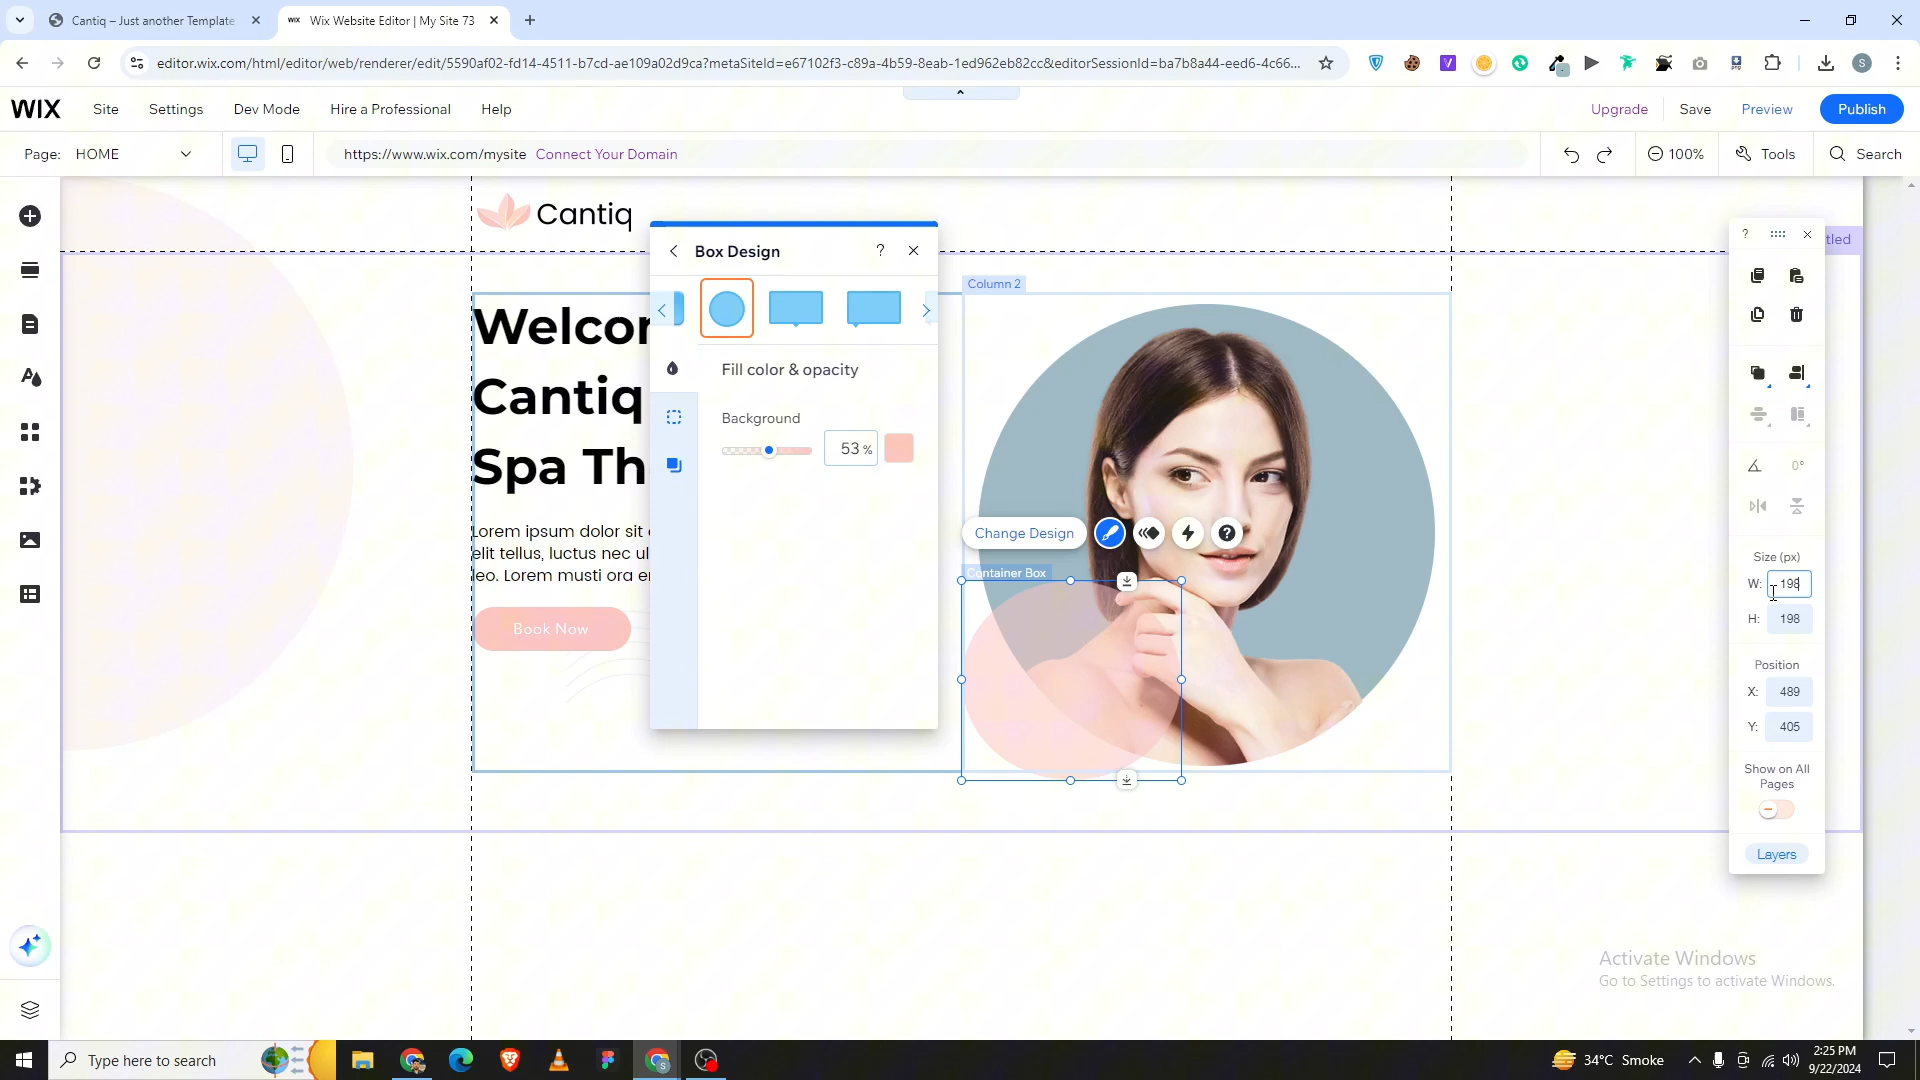 Cantiq – Just another Template
Wix Website Editor | My Site 73
editor.wix.com/html/editor/web/renderer/edit/5590af02-fd14-4511-b7cd-ae109a02d9ca?metaSiteId=e67102f3-c89a-4b59-8eab-1ed962eb82cc&editorSessionId=ba7b8a44-eed6-4c66...
WIX
Site
Settings
Dev Mode
Hire a Professional
Help
Upgrade
Save
Preview
Publish
Page: HOME
https://www.wix.com/mysite Connect Your Domain
100%
Tools
Search
Cantiq
Box Design
?
Fill color & opacity
Background
53 %
Welcor
Cantiq
Spa Th
Lorem ipsum dolor sit
elit tellus, luctus nec ul
leo. Lorem musti ora er
Book Now
Column 2
Change Design
Container Box
tled
?
0°
Size (px)
W: 198
H: 198
Position
X: 489
Y: 405
Show on All
Pages
Layers
Activate Windows
Go to Settings to activate Windows.
Type here to search
34°C Smoke
2:25 PM
9/22/2024